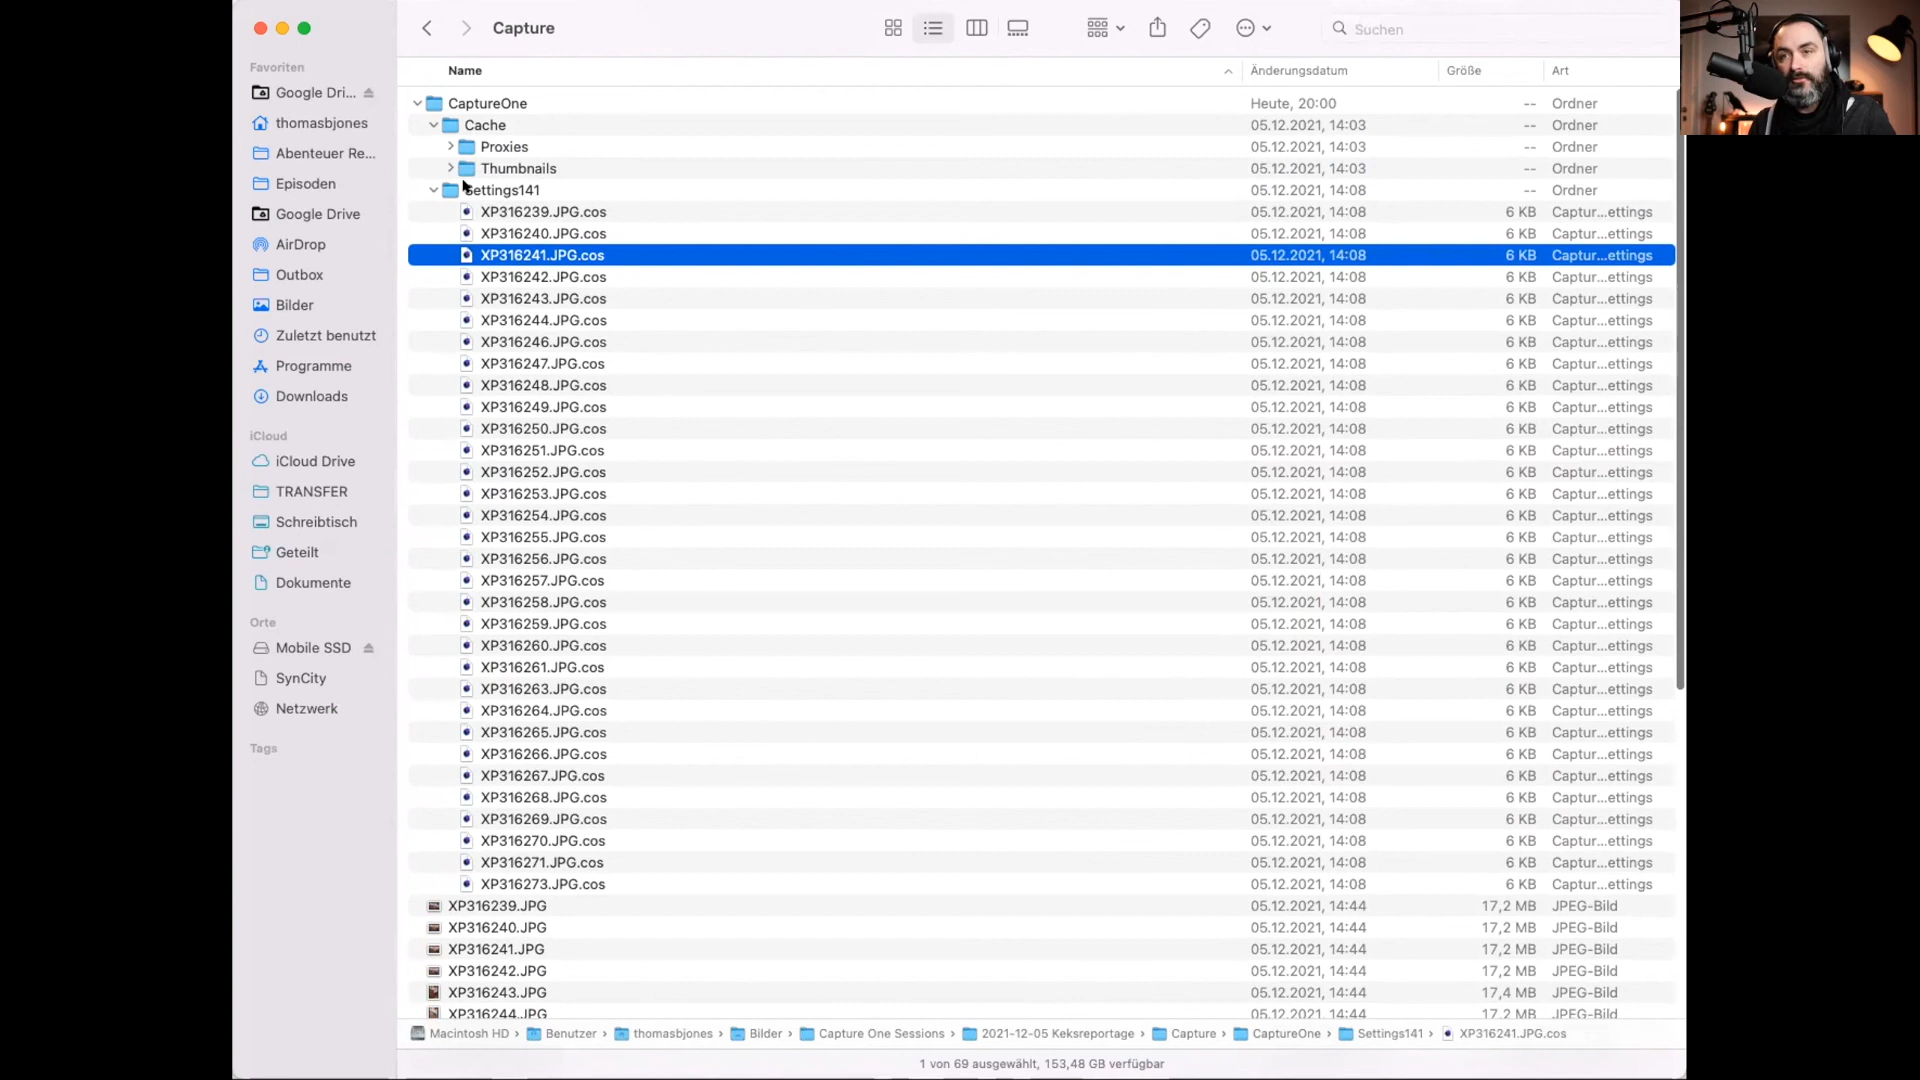 Capture
Suchen
Favoriten
Google Dri...
thomasbjones
Abenteuer Re...
Episoden
Google Drive
AirDrop
Outbox
Bilder
Zuletzt benutzt
Programme
Downloads
iCloud
iCloud Drive
TRANSFER
Schreibtisch
Geteilt
Dokumente
Orte
Mobile SSD
SynCity
Netzwerk
Tags
Name Änderungsdatum Größe Art
CaptureOne Heute, 20:00 -- Ordner
Cache 05.12.2021, 14:03 -- Ordner
Proxies 05.12.2021, 14:03 -- Ordner
Thumbnails 05.12.2021, 14:03 -- Ordner
Settings141 05.12.2021, 14:08 -- Ordner
XP316239.JPG.cos 05.12.2021, 14:08 6 KB Captur...ettings
XP316240.JPG.cos 05.12.2021, 14:08 6 KB Captur...ettings
XP316241.JPG.cos 05.12.2021, 14:08 6 KB Captur...ettings
XP316242.JPG.cos 05.12.2021, 14:08 6 KB Captur...ettings
XP316243.JPG.cos 05.12.2021, 14:08 6 KB Captur...ettings
XP316244.JPG.cos 05.12.2021, 14:08 6 KB Captur...ettings
XP316246.JPG.cos 05.12.2021, 14:08 6 KB Captur...ettings
XP316247.JPG.cos 05.12.2021, 14:08 6 KB Captur...ettings
XP316248.JPG.cos 05.12.2021, 14:08 6 KB Captur...ettings
XP316249.JPG.cos 05.12.2021, 14:08 6 KB Captur...ettings
XP316250.JPG.cos 05.12.2021, 14:08 6 KB Captur...ettings
XP316251.JPG.cos 05.12.2021, 14:08 6 KB Captur...ettings
XP316252.JPG.cos 05.12.2021, 14:08 6 KB Captur...ettings
XP316253.JPG.cos 05.12.2021, 14:08 6 KB Captur...ettings
XP316254.JPG.cos 05.12.2021, 14:08 6 KB Captur...ettings
XP316255.JPG.cos 05.12.2021, 14:08 6 KB Captur...ettings
XP316256.JPG.cos 05.12.2021, 14:08 6 KB Captur...ettings
XP316257.JPG.cos 05.12.2021, 14:08 6 KB Captur...ettings
XP316258.JPG.cos 05.12.2021, 14:08 6 KB Captur...ettings
XP316259.JPG.cos 05.12.2021, 14:08 6 KB Captur...ettings
XP316260.JPG.cos 05.12.2021, 14:08 6 KB Captur...ettings
XP316261.JPG.cos 05.12.2021, 14:08 6 KB Captur...ettings
XP316263.JPG.cos 05.12.2021, 14:08 6 KB Captur...ettings
XP316264.JPG.cos 05.12.2021, 14:08 6 KB Captur...ettings
XP316265.JPG.cos 05.12.2021, 14:08 6 KB Captur...ettings
XP316266.JPG.cos 05.12.2021, 14:08 6 KB Captur...ettings
XP316267.JPG.cos 05.12.2021, 14:08 6 KB Captur...ettings
XP316268.JPG.cos 05.12.2021, 14:08 6 KB Captur...ettings
XP316269.JPG.cos 05.12.2021, 14:08 6 KB Captur...ettings
XP316270.JPG.cos 05.12.2021, 14:08 6 KB Captur...ettings
XP316271.JPG.cos 05.12.2021, 14:08 6 KB Captur...ettings
XP316273.JPG.cos 05.12.2021, 14:08 6 KB Captur...ettings
XP316239.JPG 05.12.2021, 14:44 17,2 MB JPEG-Bild
XP316240.JPG 05.12.2021, 14:44 17,2 MB JPEG-Bild
XP316241.JPG 05.12.2021, 14:44 17,2 MB JPEG-Bild
XP316242.JPG 05.12.2021, 14:44 17,2 MB JPEG-Bild
XP316243.JPG 05.12.2021, 14:44 17,4 MB JPEG-Bild
XP316244.JPG 05.12.2021, 14:44 17,2 MB JPEG-Bild
Macintosh HD › Benutzer › thomasbjones › Bilder › Capture One Sessions › 2021-12-05 Keksreportage › Capture › CaptureOne › Settings141 › XP316241.JPG.cos
1 von 69 ausgewählt, 153,48 GB verfügbar